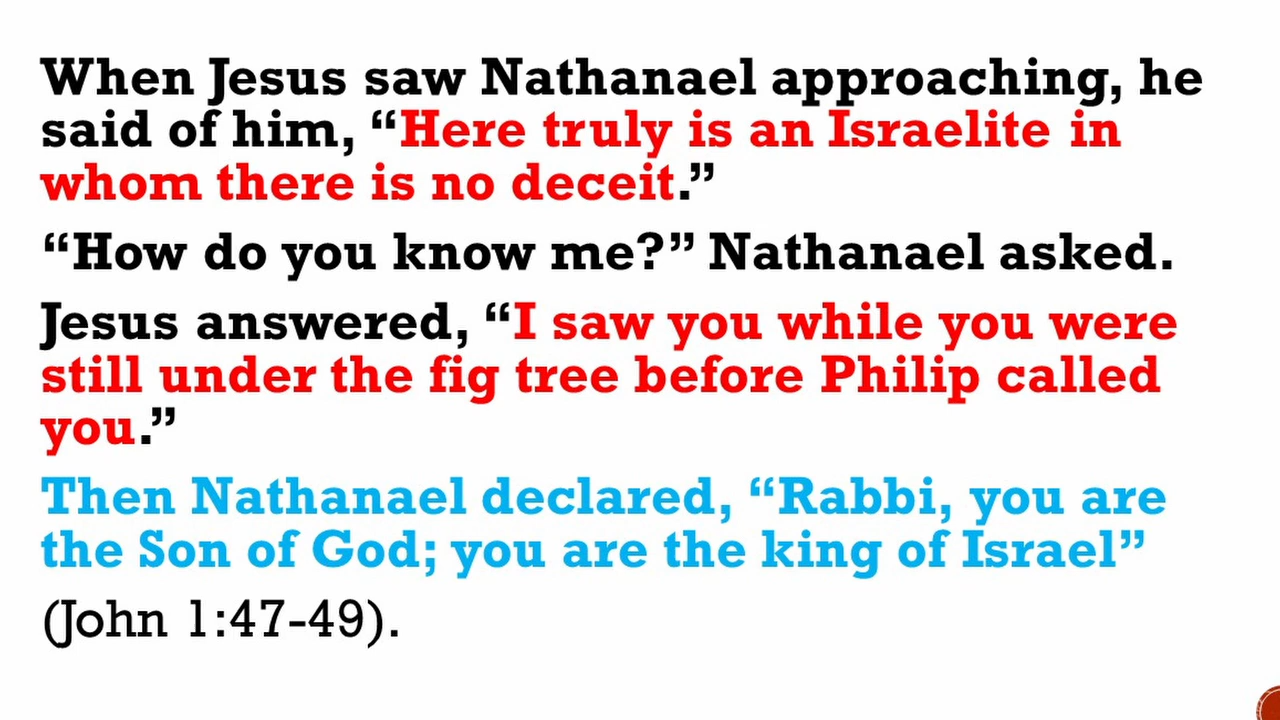 When Jesus saw Nathanael approaching, he
said of him, “Here truly is an Israelite in
whom there is no deceit.”
“How do you know me?” Nathanael asked.
Jesus answered, “I saw you while you were
still under the fig tree before Philip called
you.”
Then Nathanael declared, “Rabbi, you are
the Son of God; you are the king of Israel”
(John 1:47-49).